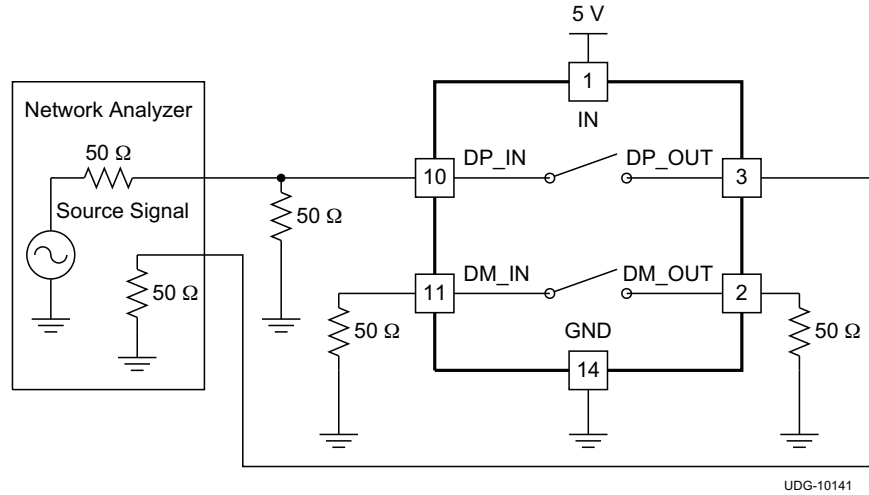 5 V
1
IN
Network Analyzer
50 Ω
Source Signal
50 Ω
50 Ω
10
DP_IN
DP_OUT
3
11
DM_IN
DM_OUT
2
50 Ω
50 Ω
GND
14
UDG-10141